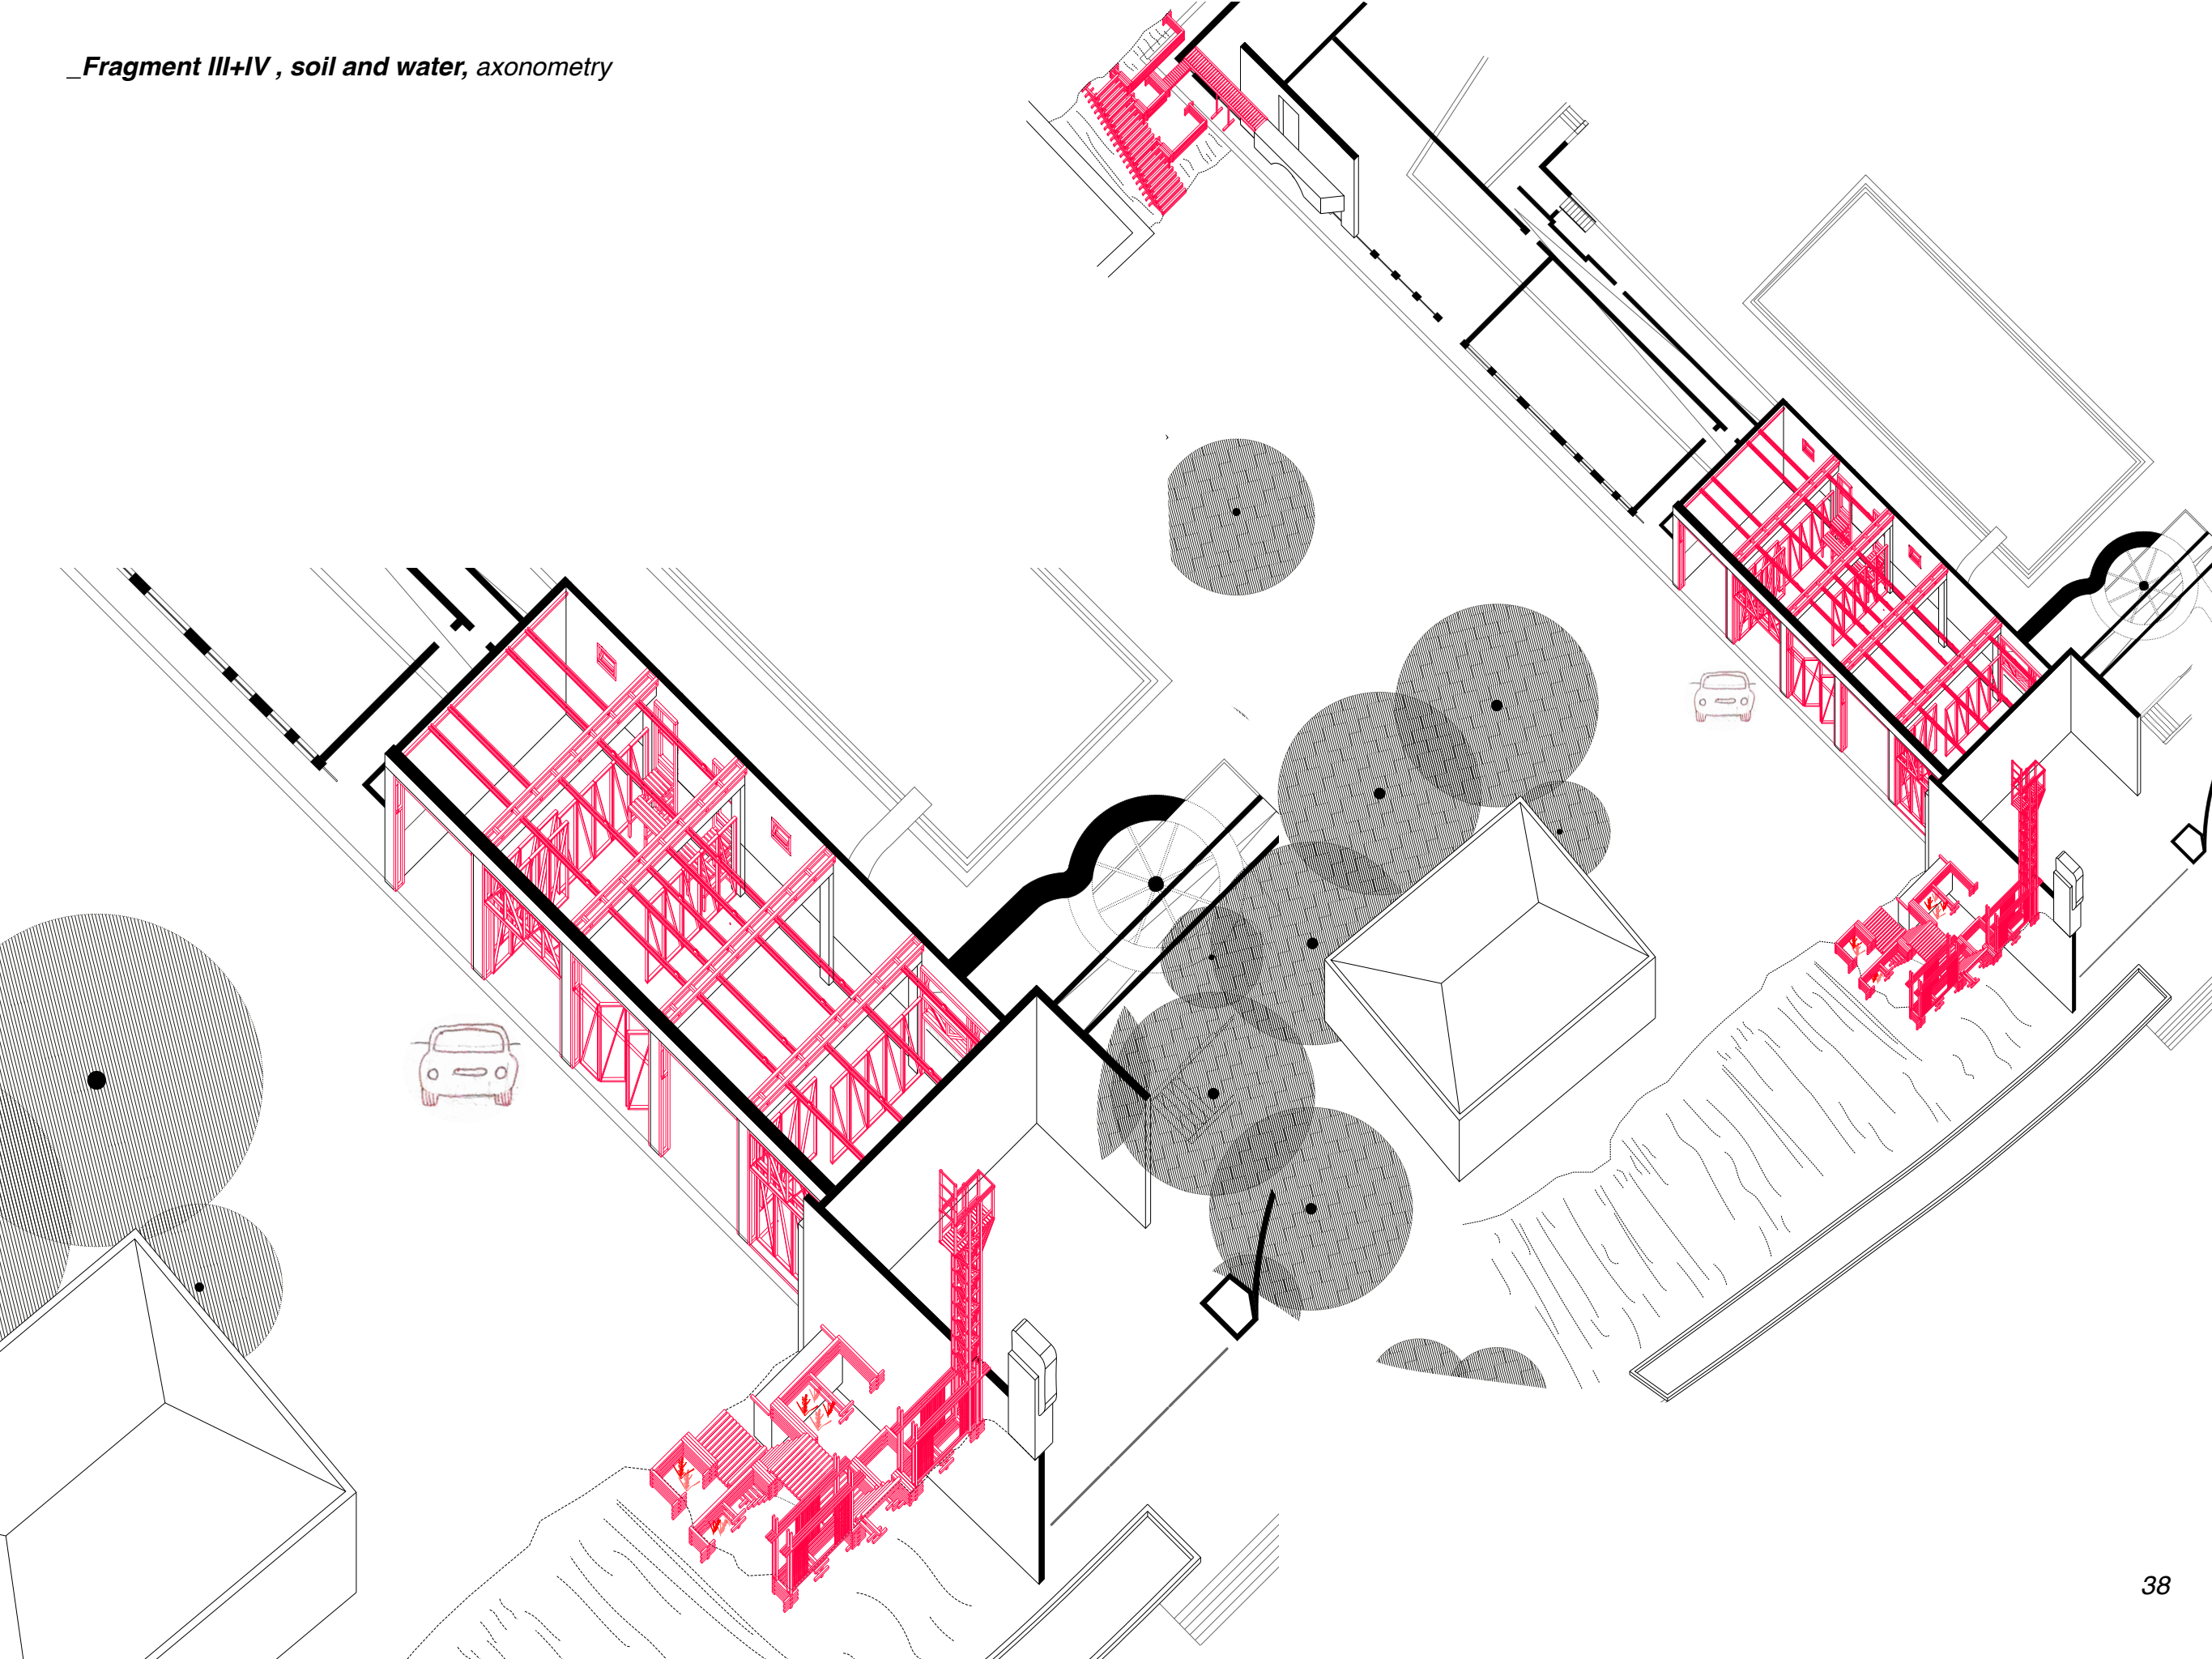 _Fragment III+IV , soil and water, axonometry
38